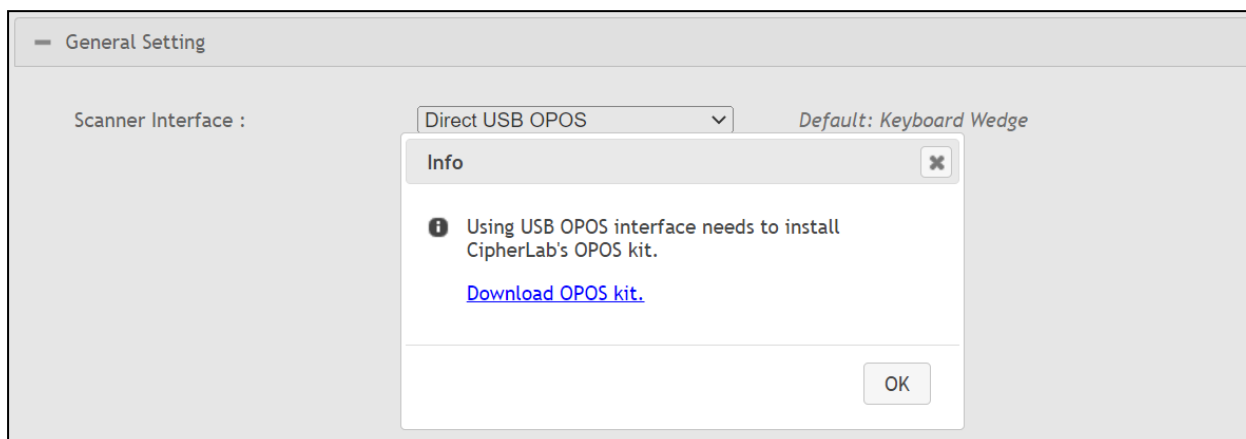 General Setting
Scanner Interface :
Direct USB OPOS
Default: Keyboard Wedge
Info
Using USB OPOS interface needs to install
CipherLab's OPOS kit.
Download OPOS kit.
OK